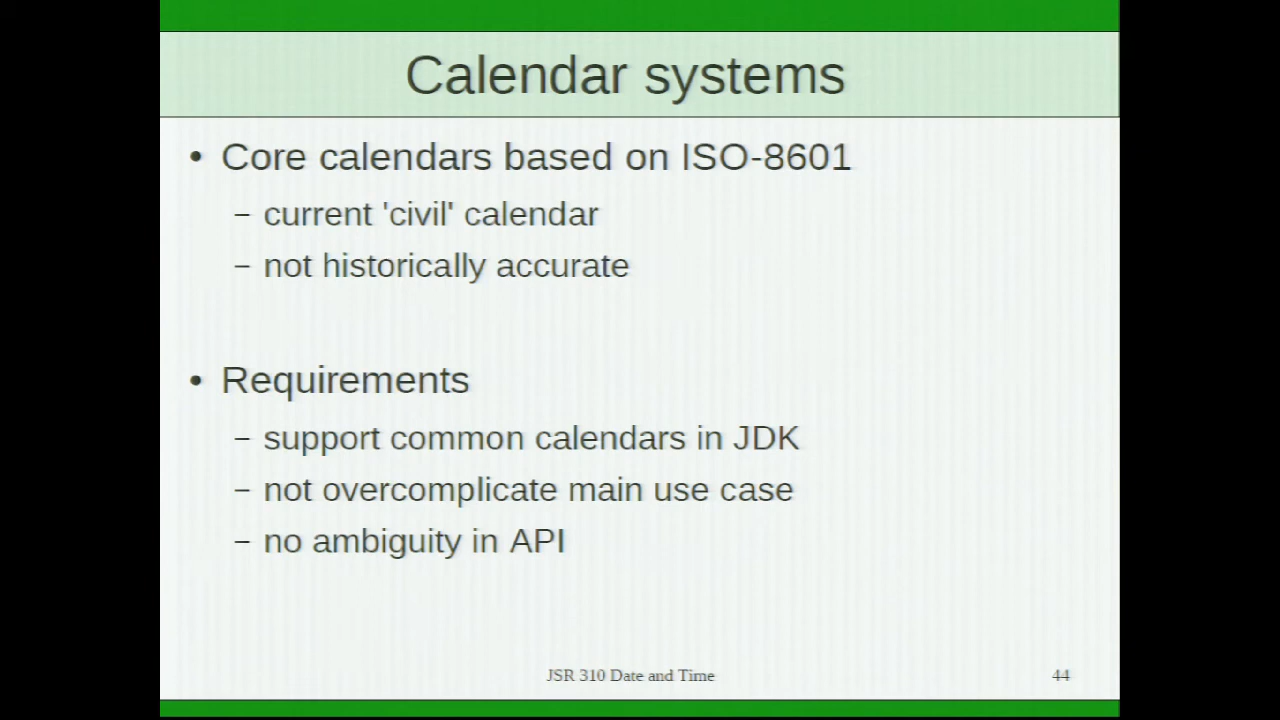 Calendar systems
• Core calendars based on ISO-8601
– current 'civil' calendar
– not historically accurate
• Requirements
– support common calendars in JDK
– not overcomplicate main use case
– no ambiguity in API
JSR 310 Date and Time
44